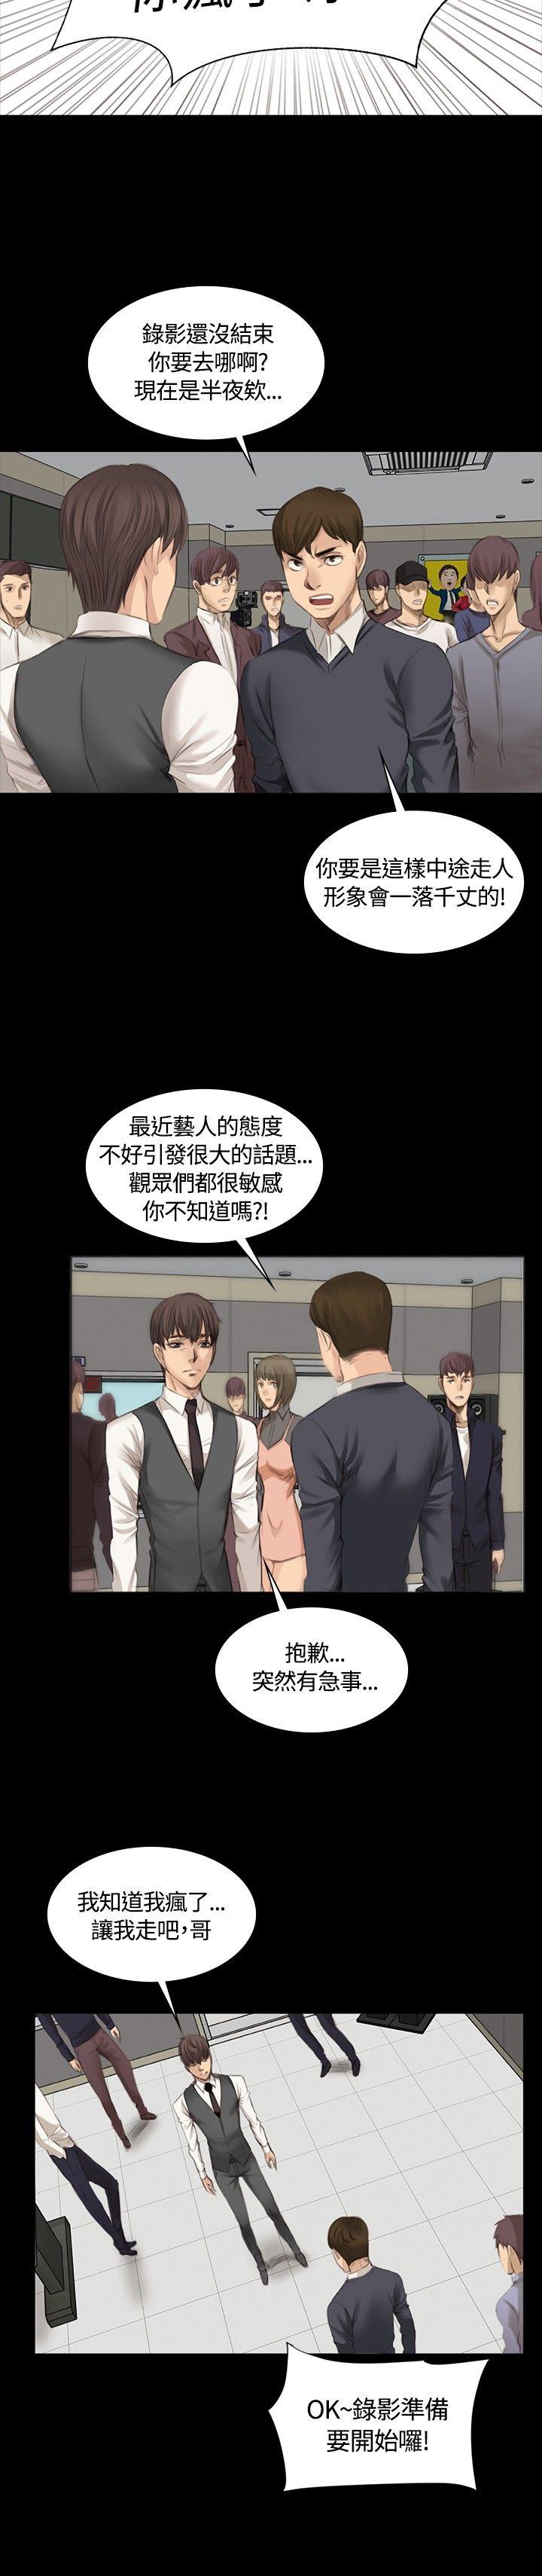 錄影還沒結束
你要去哪啊?
現在是半夜欸...
你要是這樣中途走人
形象會一落千丈的!
最近藝人的態度
不好引發很大的話題...
觀眾們都很敏感
你不知道嗎?!
抱歉...
突然有急事...
我知道我瘋了...
讓我走吧,哥
OK~錄影準備
要開始囉!